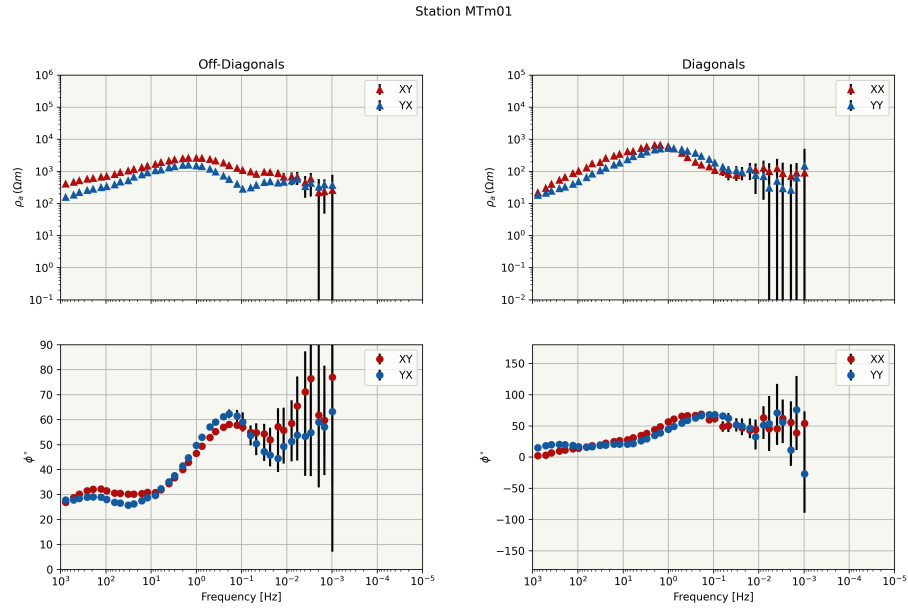 Station MTm01
Off-Diagonals
10^6
10^5
10^4
10^3
10^2
10^1
10^0
10^-1
ρ_a (Ωm)
XY
YX
Diagonals
10^5
10^4
10^3
10^2
10^1
10^0
10^-1
10^-2
ρ_a (Ωm)
XX
YY
90
80
70
60
50
40
30
20
10
0
ϕ°
XY
YX
10^3 10^2 10^1 10^0 10^-1 10^-2 10^-3 10^-4 10^-5
Frequency [Hz]
150
100
50
0
−50
−100
−150
ϕ°
XX
YY
10^3 10^2 10^1 10^0 10^-1 10^-2 10^-3 10^-4 10^-5
Frequency [Hz]